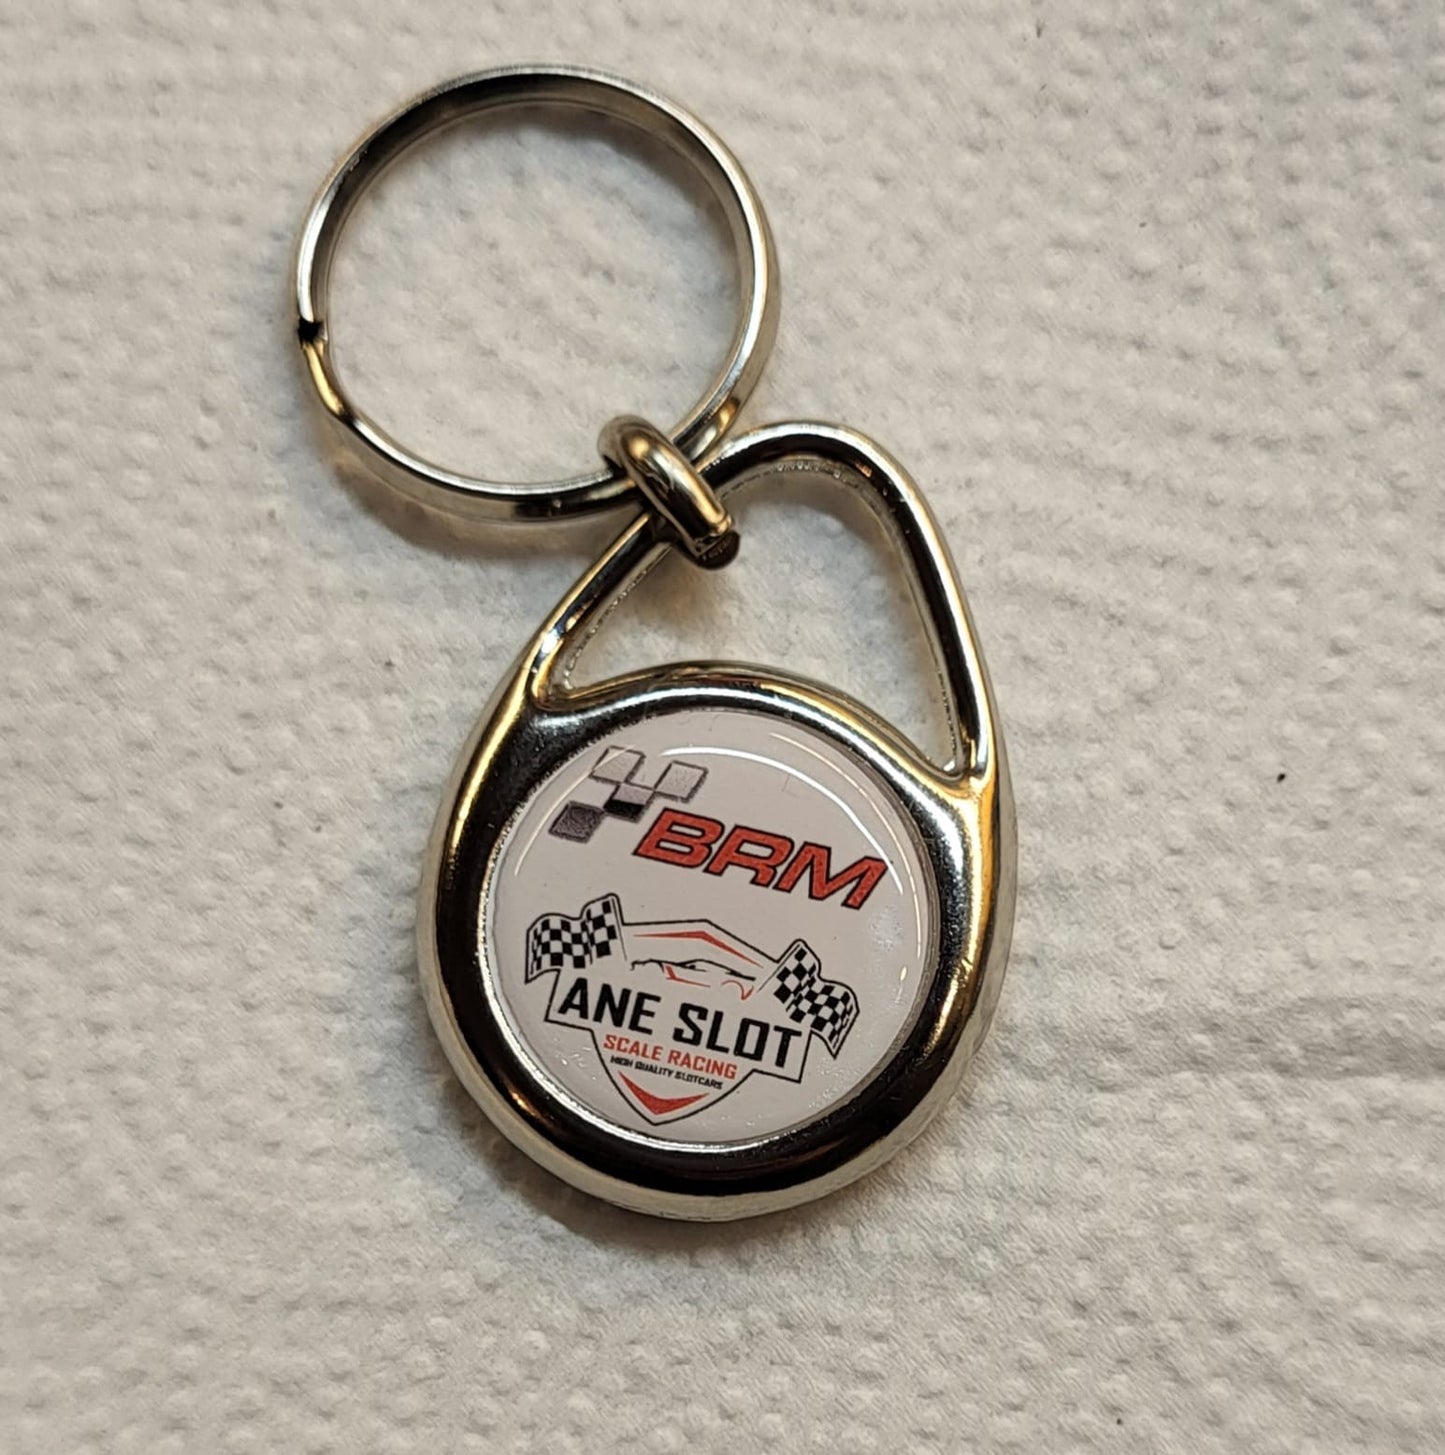 BRM
ANE SLOT
SCALE RACING
HIGH QUALITY SLOTCARS